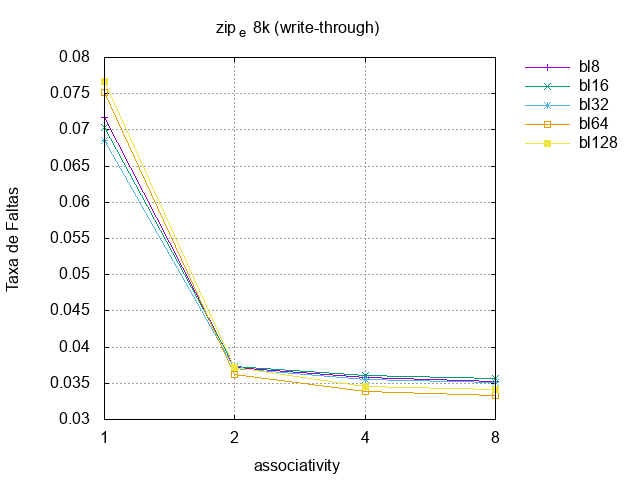 zip e 8k (write-through)
bl8
bl16
bl32
bl64
bl128
0.08
0.075
0.07
0.065
0.06
0.055
0.05
0.045
0.04
0.035
0.03
Taxa de Faltas
1 2 4 8
associativity